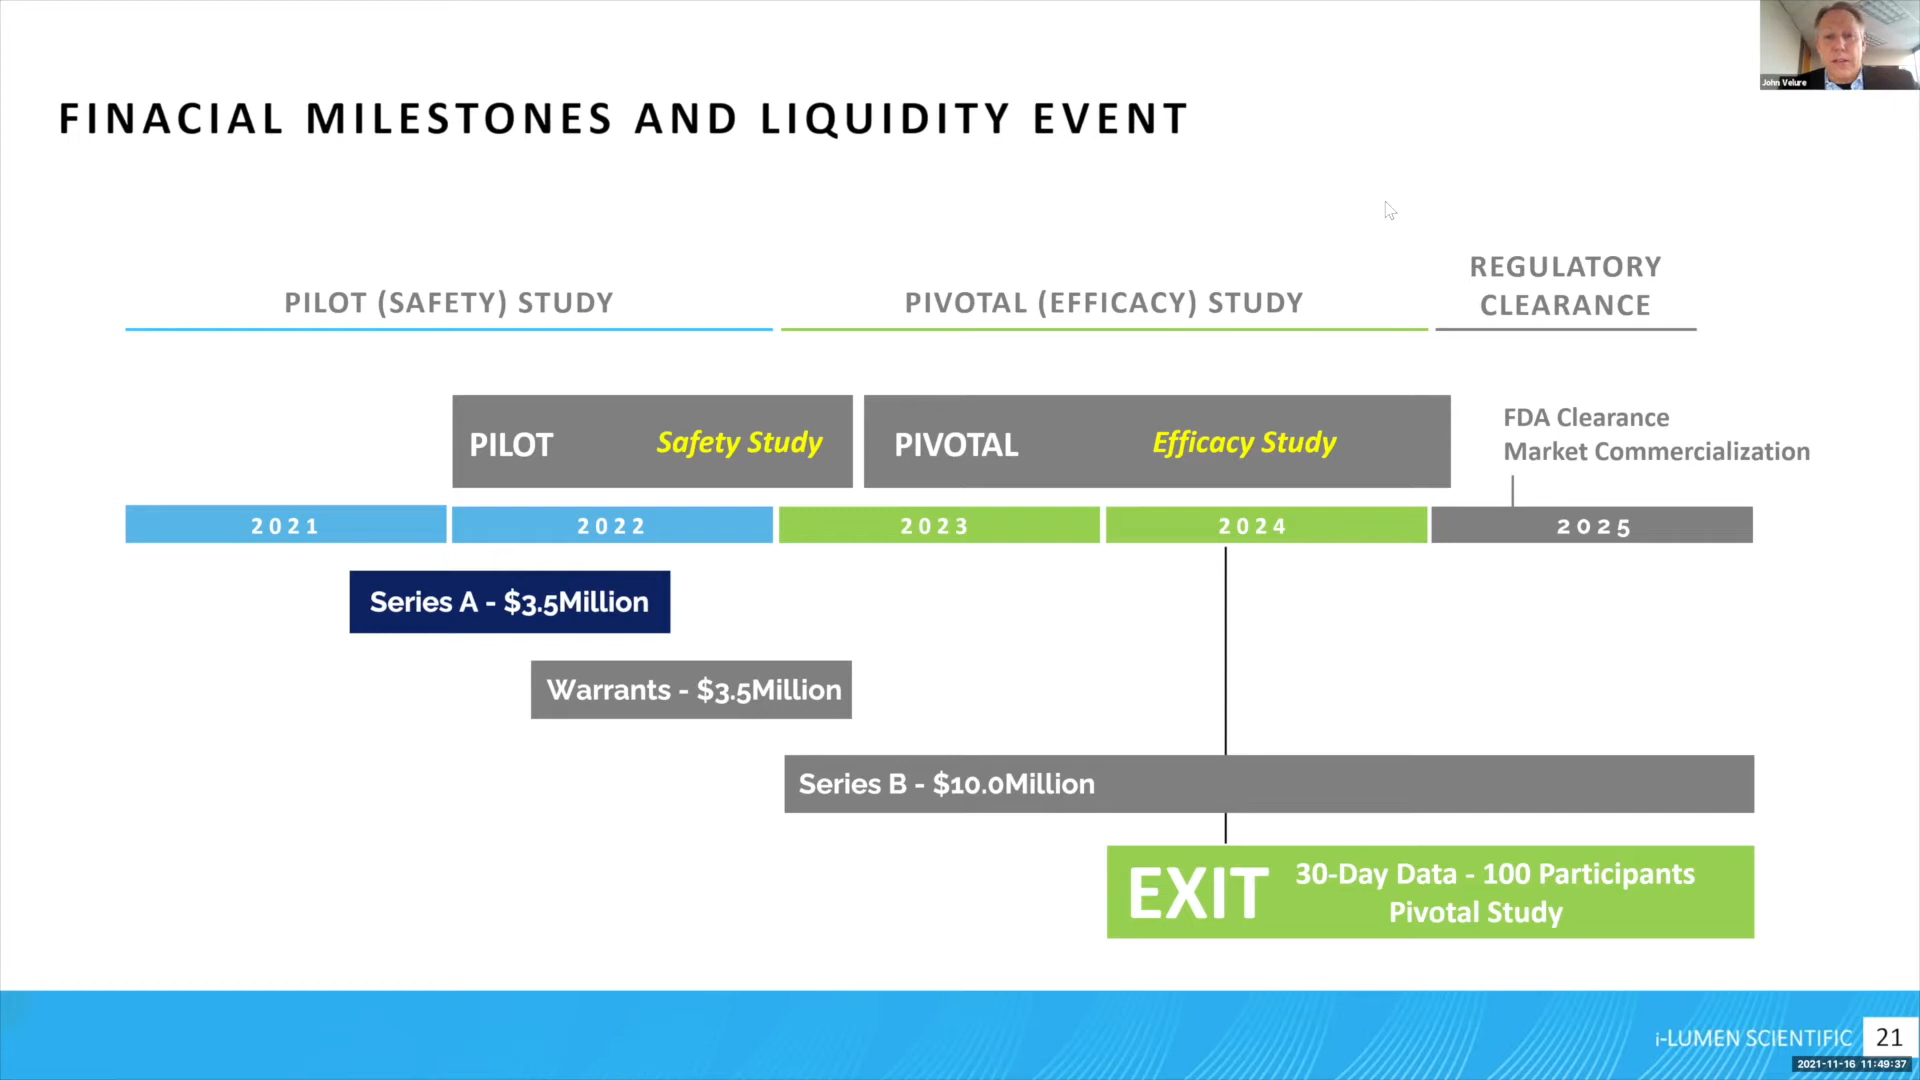 John Velure
FINACIAL MILESTONES AND LIQUIDITY EVENT
PILOT (SAFETY) STUDY
PIVOTAL (EFFICACY) STUDY
REGULATORY
CLEARANCE
PILOT Safety Study
PIVOTAL Efficacy Study
FDA Clearance
Market Commercialization
2021 2022 2023 2024 2025
Series A - $3.5Million
Warrants - $3.5Million
Series B - $10.0Million
EXIT
30-Day Data - 100 Participants
Pivotal Study
i-LUMEN SCIENTIFIC 21
2021-11-16 11:49:37